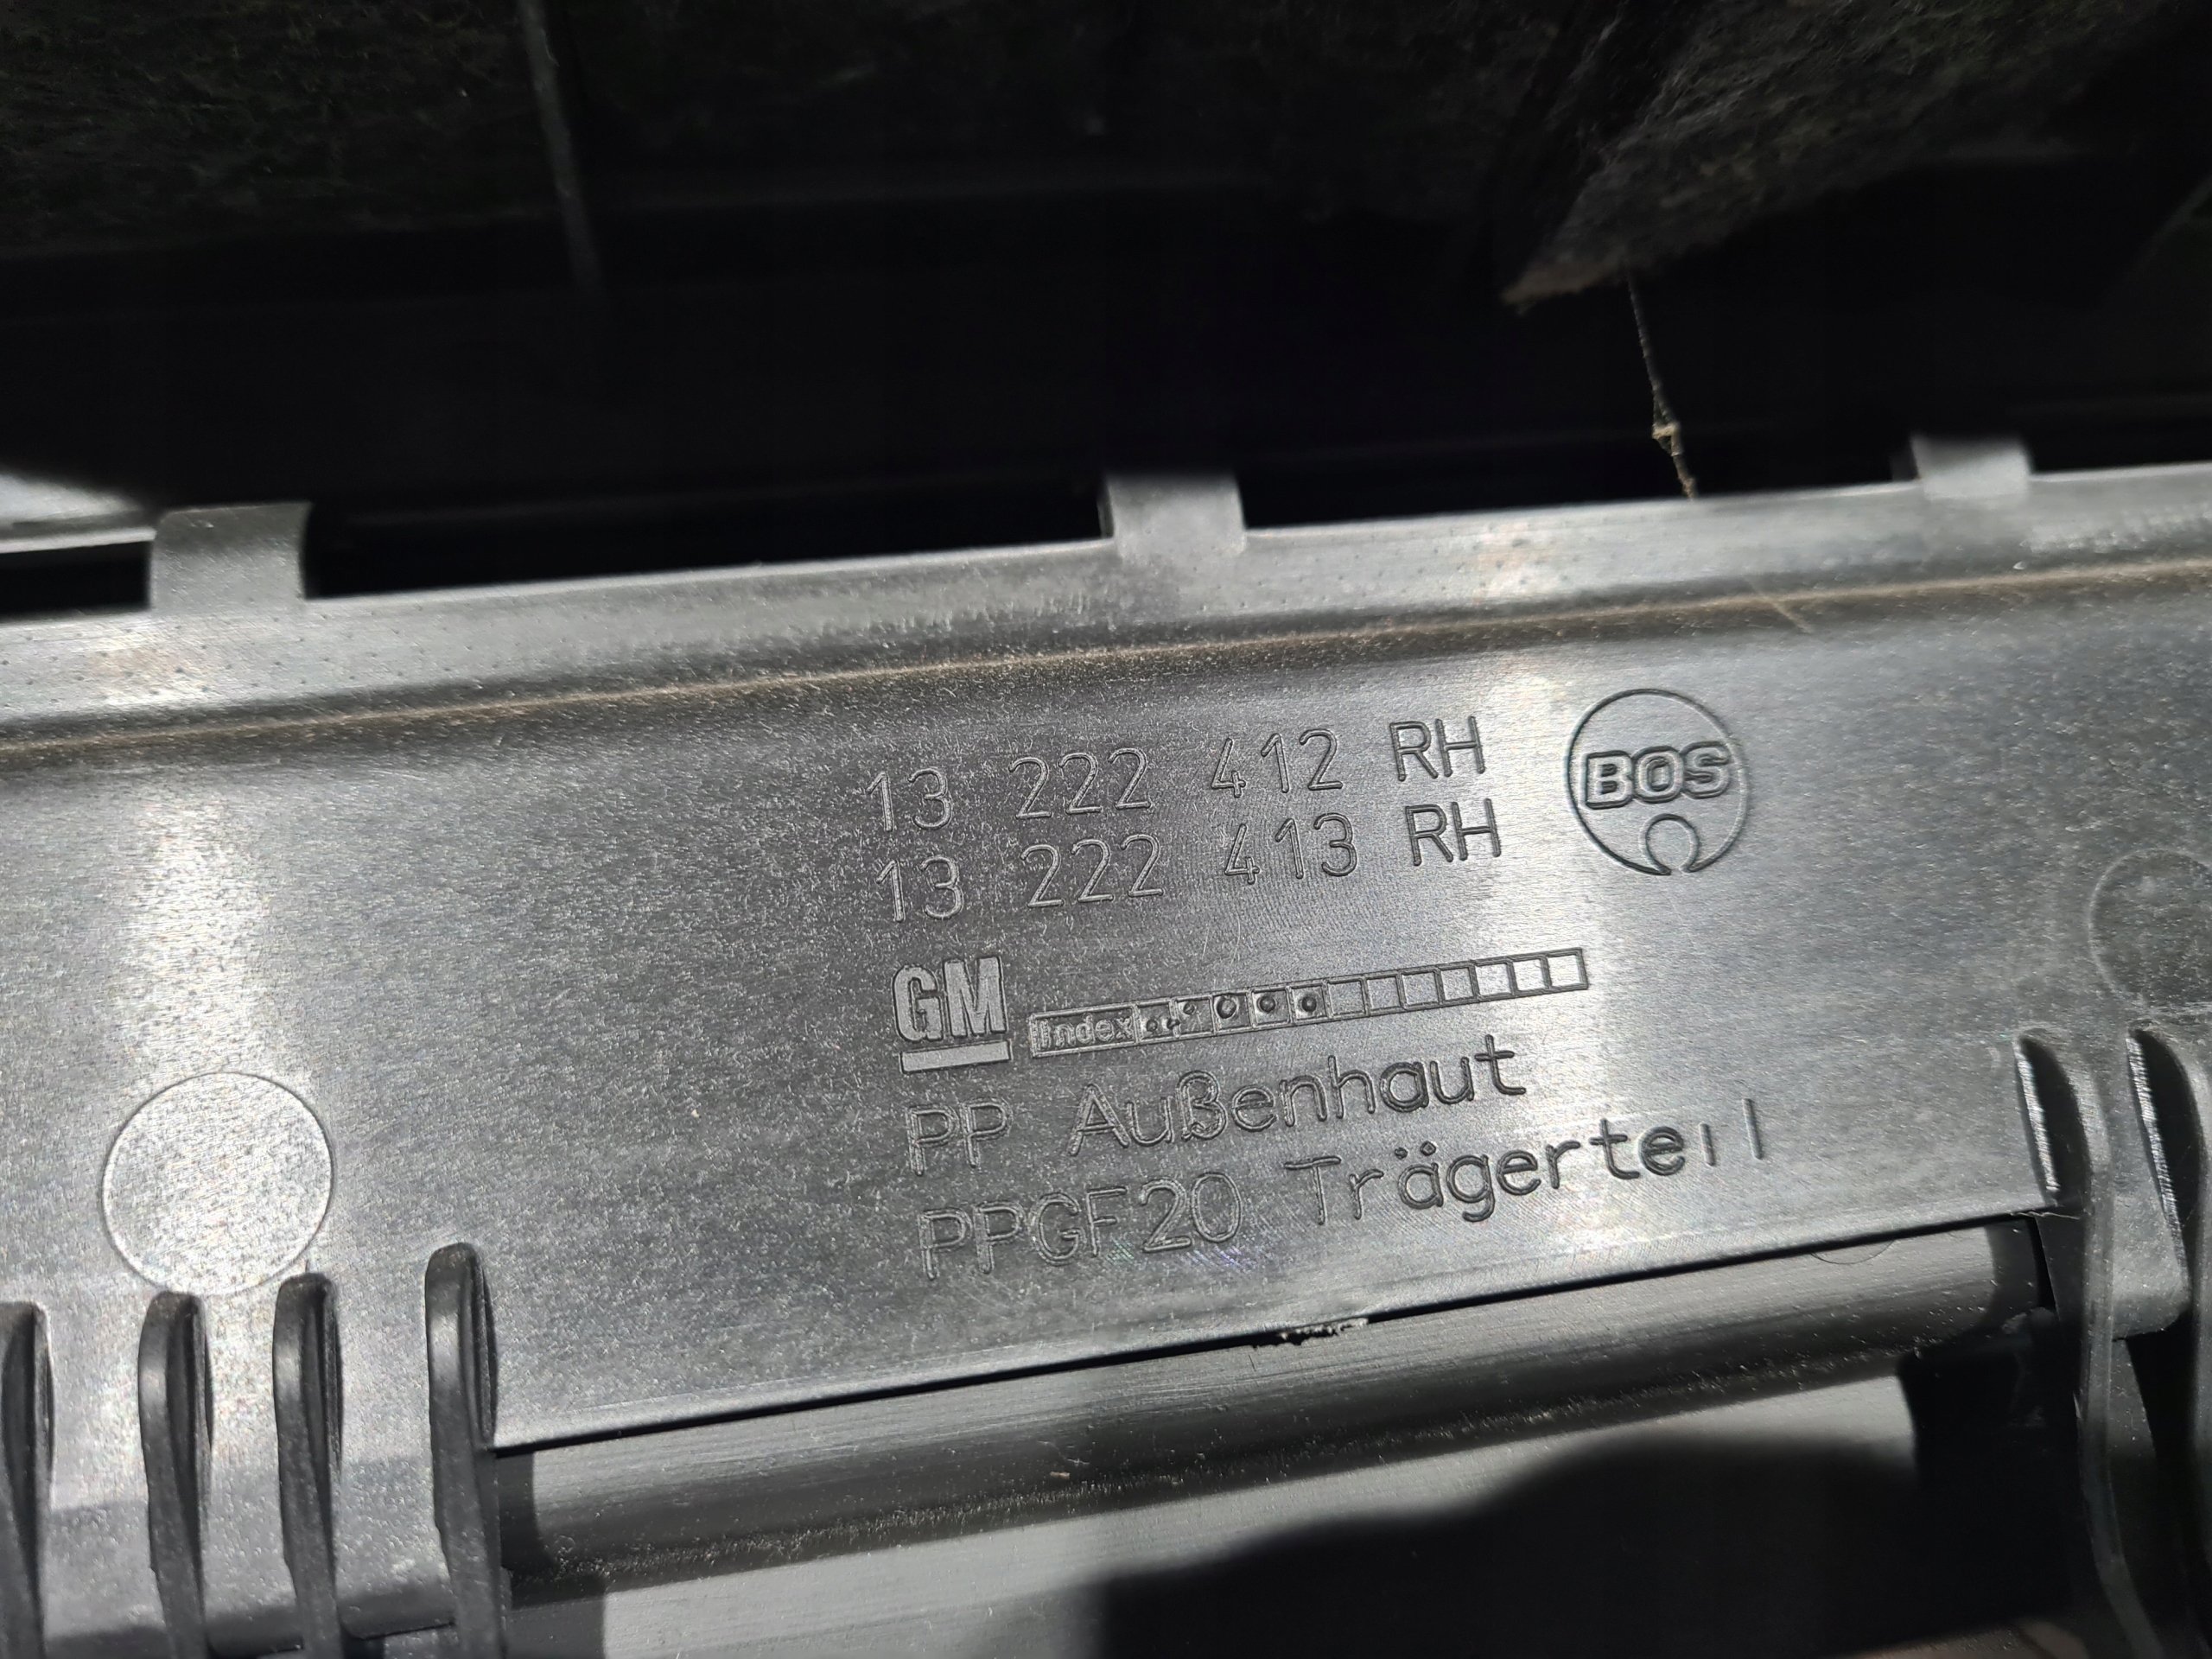 13 222 412 RH
13 222 413 RH
BOS
GM
Index
PP Außenhaut
PPGF20 Trägerteil